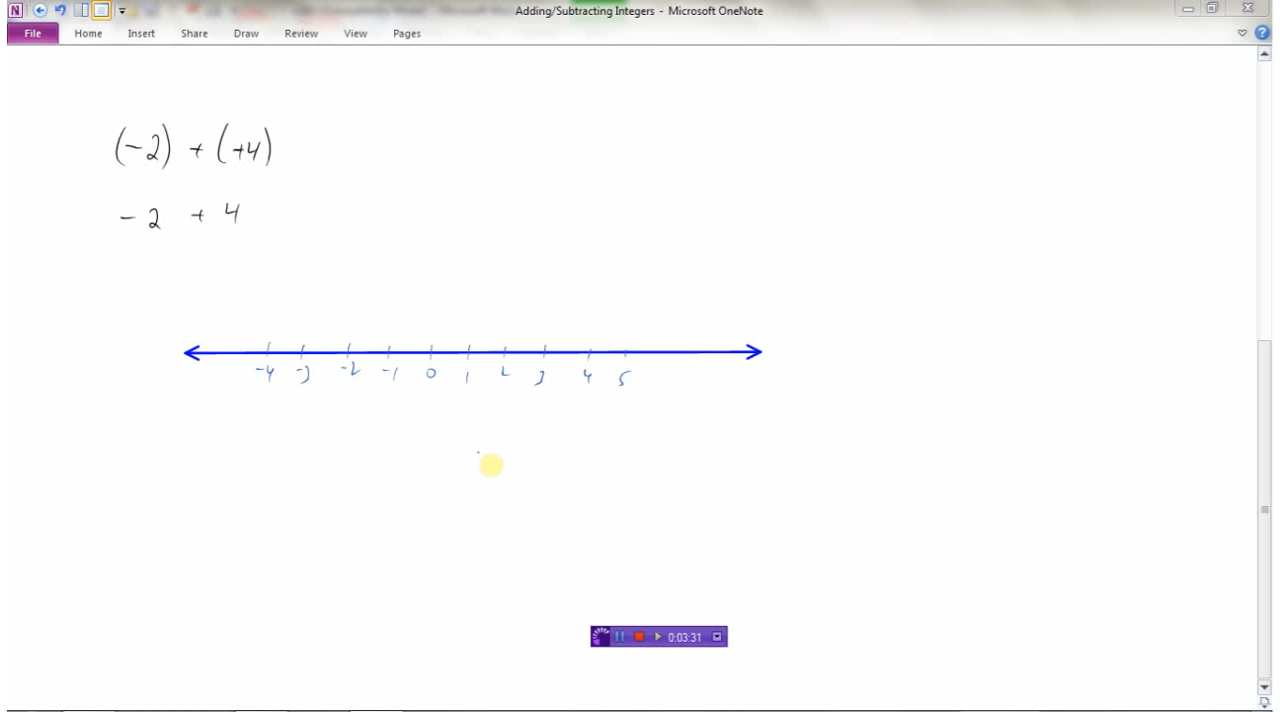 Adding/Subtracting Integers - Microsoft OneNote
File Home Insert Share Draw Review View Pages
(-2) + (+4)
- 2 + 4
-4 -3 -2 -1 0 1 2 3 4 5
0:03:31